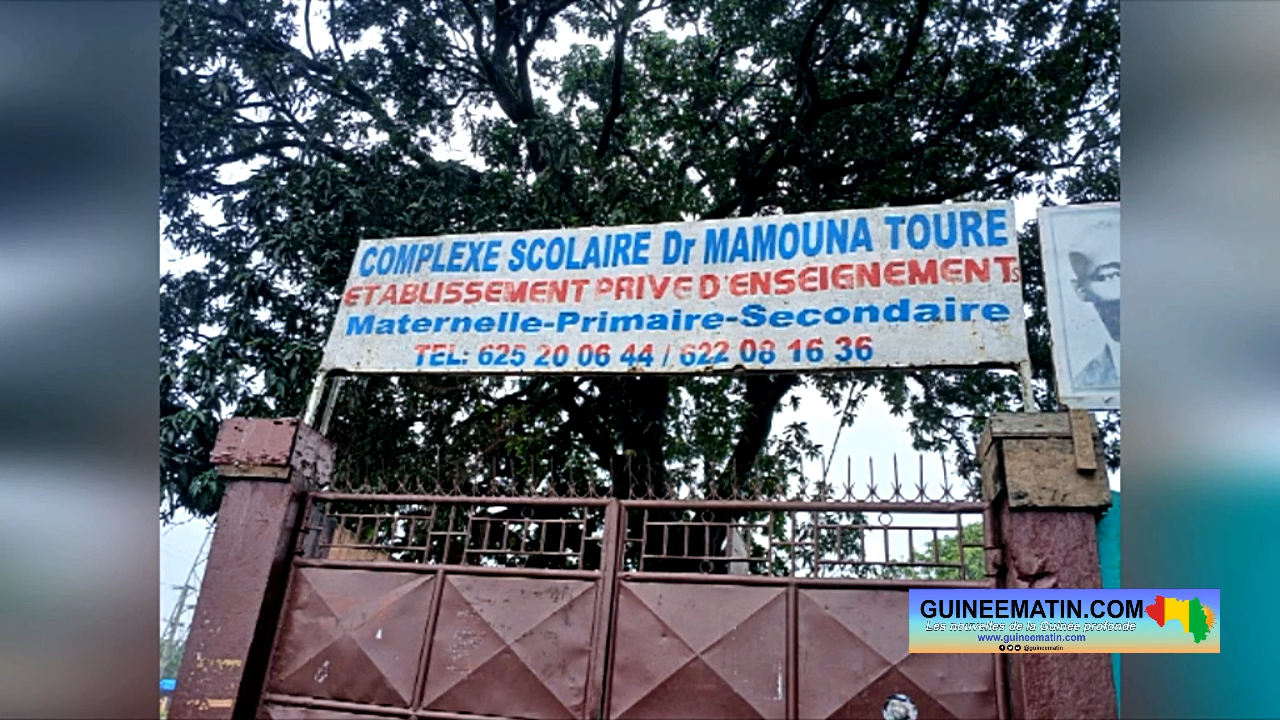 COMPLEXE SCOLAIRE Dr MAMOUNA TOURE
ETABLISSEMENT PRIVE D'ENSEIGNEMENTs
Maternelle-Primaire-Secondaire
TEL: 625 20 06 44 / 622 08 16 36
GUINEEMATIN.COM
Les nouvelles de la Guinée profonde
www.guineematin.com
@guineematin